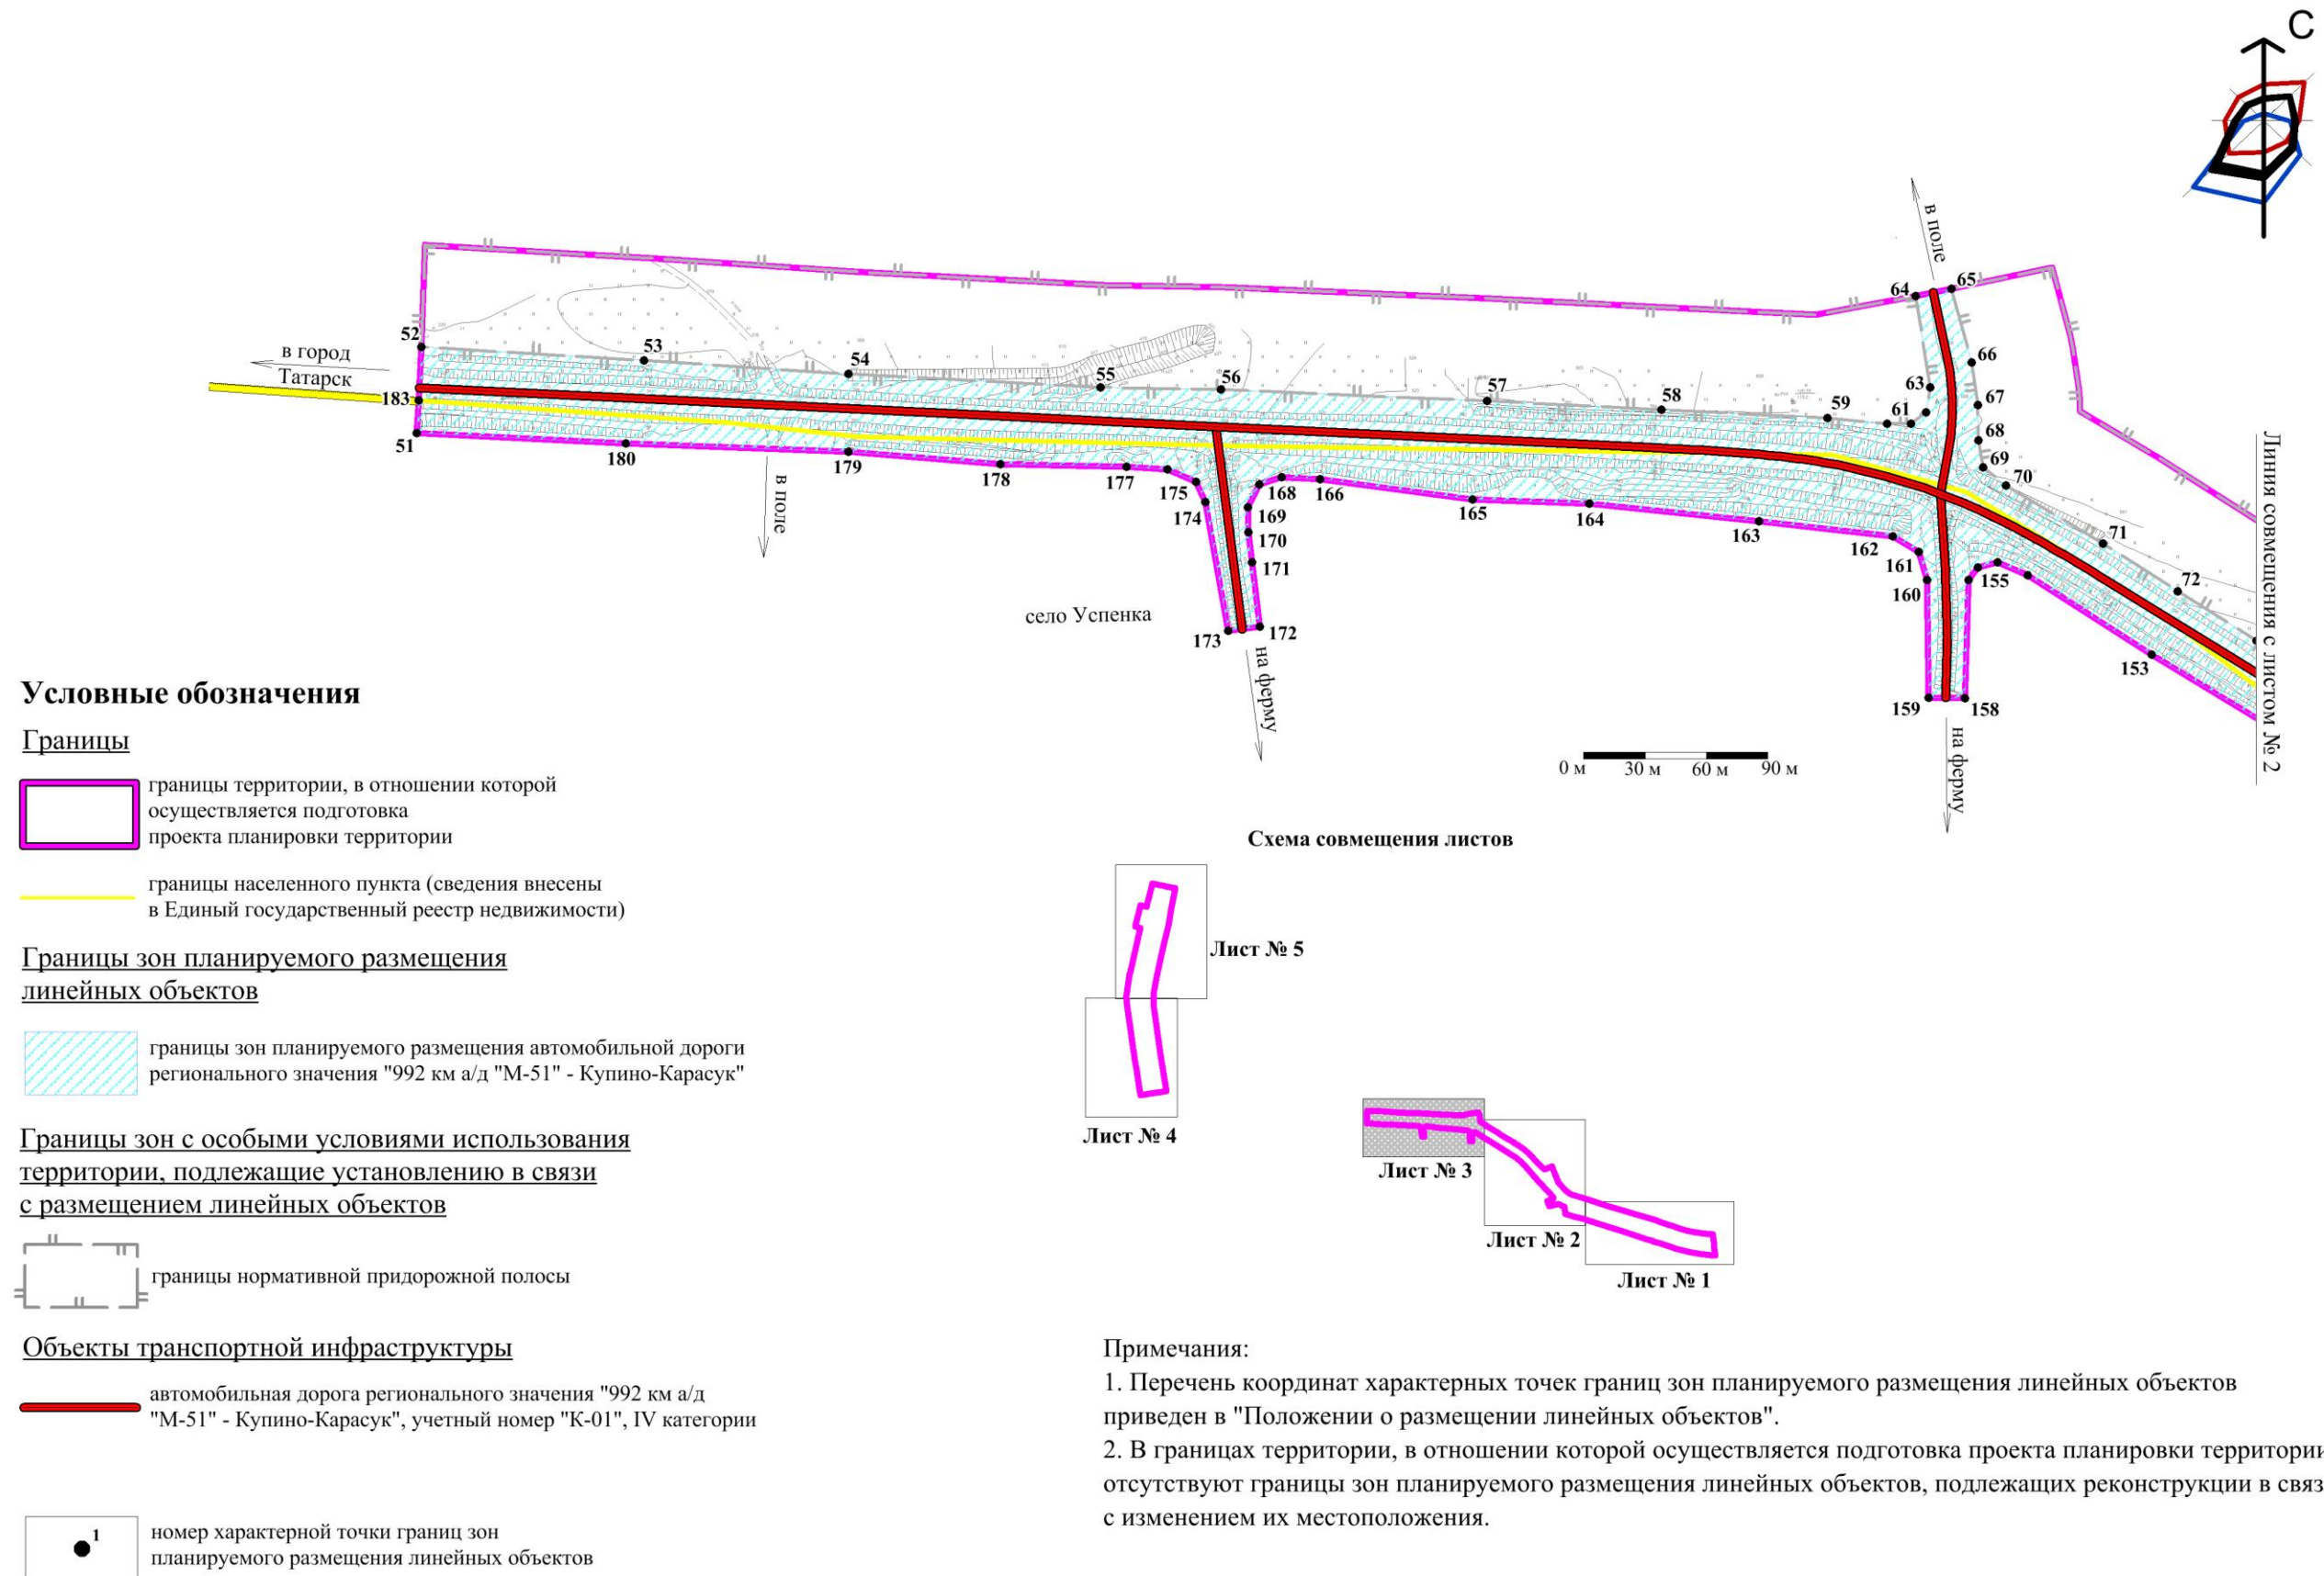 С
в поле
64
65
52
53
54
55
56
57
58
59
61
63
66
67
68
69
70
71
72
в город
Татарск
183
51
180
179
178
177
175
174
168
166
169
170
171
165
164
163
162
161
160
155
153
173
172
159
158
в поле
село Успенка
на ферму
на ферму
Линия совмещения с листом № 2
0 м 30 м 60 м 90 м
Условные обозначения
Границы
границы территории, в отношении которой
осуществляется подготовка
проекта планировки территории
границы населенного пункта (сведения внесены
в Единый государственный реестр недвижимости)
Границы зон планируемого размещения
линейных объектов
границы зон планируемого размещения автомобильной дороги
регионального значения "992 км а/д "М-51" - Купино-Карасук"
Границы зон с особыми условиями использования
территории, подлежащие установлению в связи
с размещением линейных объектов
границы нормативной придорожной полосы
Объекты транспортной инфраструктуры
автомобильная дорога регионального значения "992 км а/д
"М-51" - Купино-Карасук", учетный номер "К-01", IV категории
1
номер характерной точки границ зон
планируемого размещения линейных объектов
Схема совмещения листов
Лист № 5
Лист № 4
Лист № 3
Лист № 2
Лист № 1
Примечания:
1. Перечень координат характерных точек границ зон планируемого размещения линейных объектов
приведен в "Положении о размещении линейных объектов".
2. В границах территории, в отношении которой осуществляется подготовка проекта планировки территории
отсутствуют границы зон планируемого размещения линейных объектов, подлежащих реконструкции в связ
с изменением их местоположения.